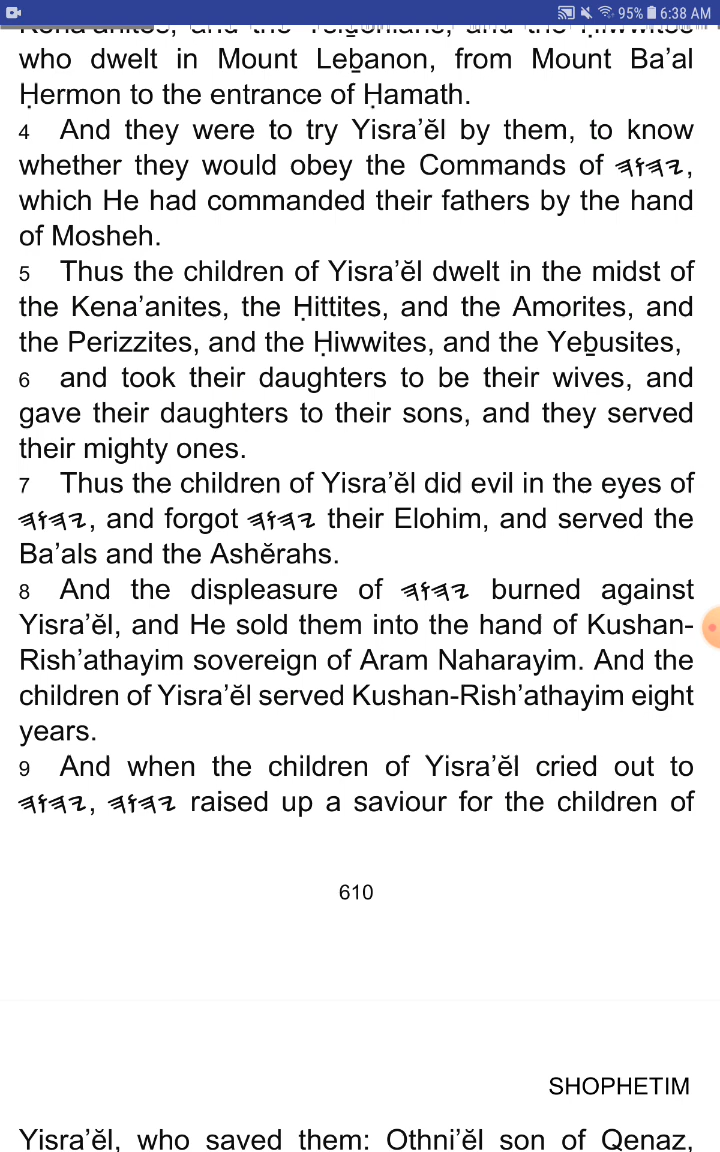 95% 6:38 AM
who dwelt in Mount Leḇanon, from Mount Ba’al
Ḥermon to the entrance of Ḥamath.
4 And they were to try Yisra’ĕl by them, to know
whether they would obey the Commands of 𐤉𐤄𐤅𐤄,
which He had commanded their fathers by the hand
of Mosheh.
5 Thus the children of Yisra’ĕl dwelt in the midst of
the Kena’anites, the Ḥittites, and the Amorites, and
the Perizzites, and the Ḥiwwites, and the Yeḇusites,
6 and took their daughters to be their wives, and
gave their daughters to their sons, and they served
their mighty ones.
7 Thus the children of Yisra’ĕl did evil in the eyes of
𐤉𐤄𐤅𐤄, and forgot 𐤉𐤄𐤅𐤄 their Elohim, and served the
Ba’als and the Ashĕrahs.
8 And the displeasure of 𐤉𐤄𐤅𐤄 burned against
Yisra’ĕl, and He sold them into the hand of Kushan-
Rish’athayim sovereign of Aram Naharayim. And the
children of Yisra’ĕl served Kushan-Rish’athayim eight
years.
9 And when the children of Yisra’ĕl cried out to
𐤉𐤄𐤅𐤄, 𐤉𐤄𐤅𐤄 raised up a saviour for the children of
610
SHOPHETIM
Yisra’ĕl, who saved them: Othni’ĕl son of Qenaz,